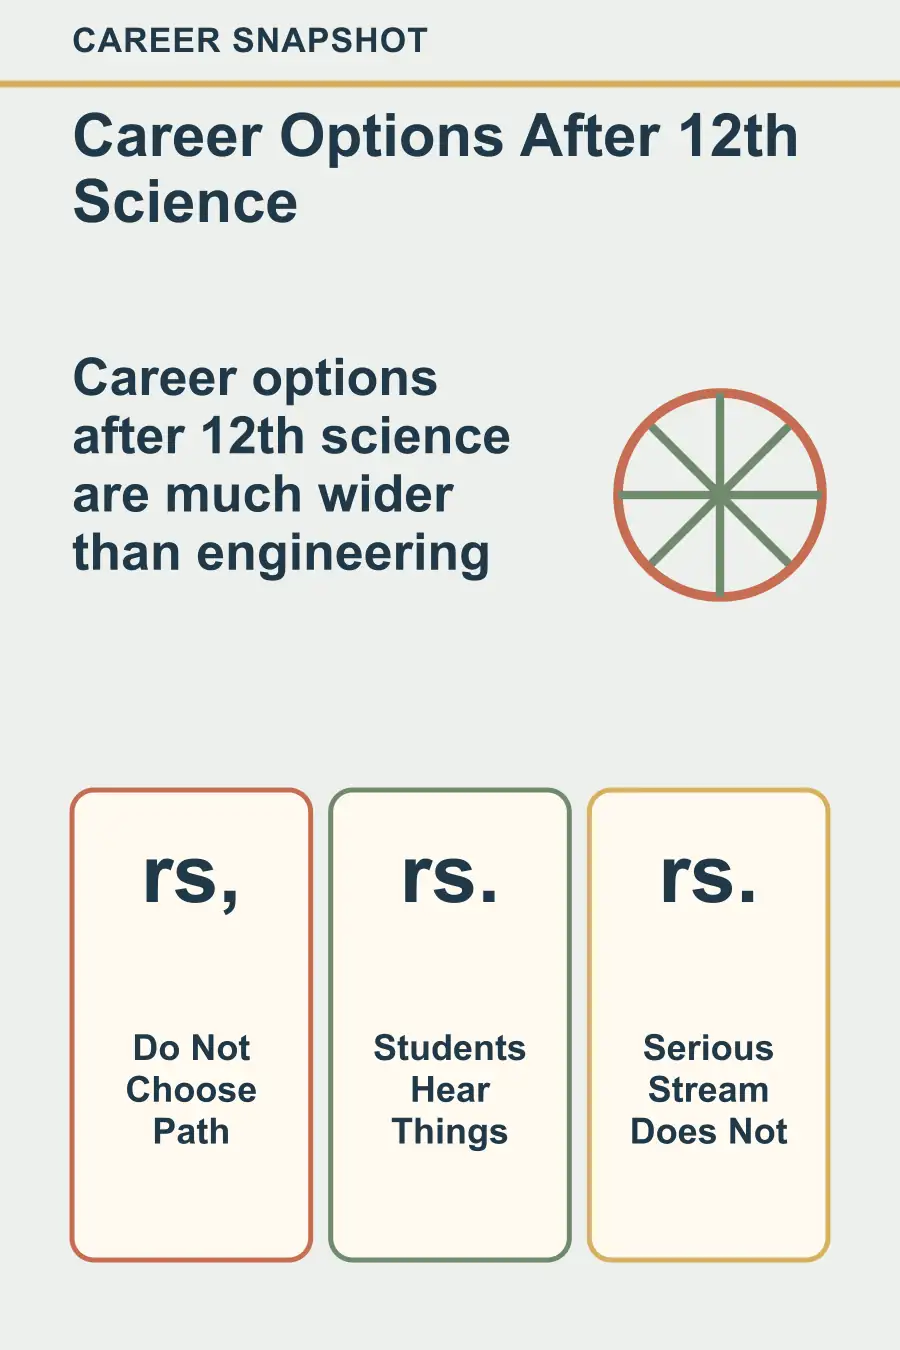 CAREER SNAPSHOT
Career Options After 12th
Science
Career options
after 12th science
are much wider
than engineering
rs,
Do Not
Choose
Path
rs.
Students
Hear
Things
rs.
Serious
Stream
Does Not